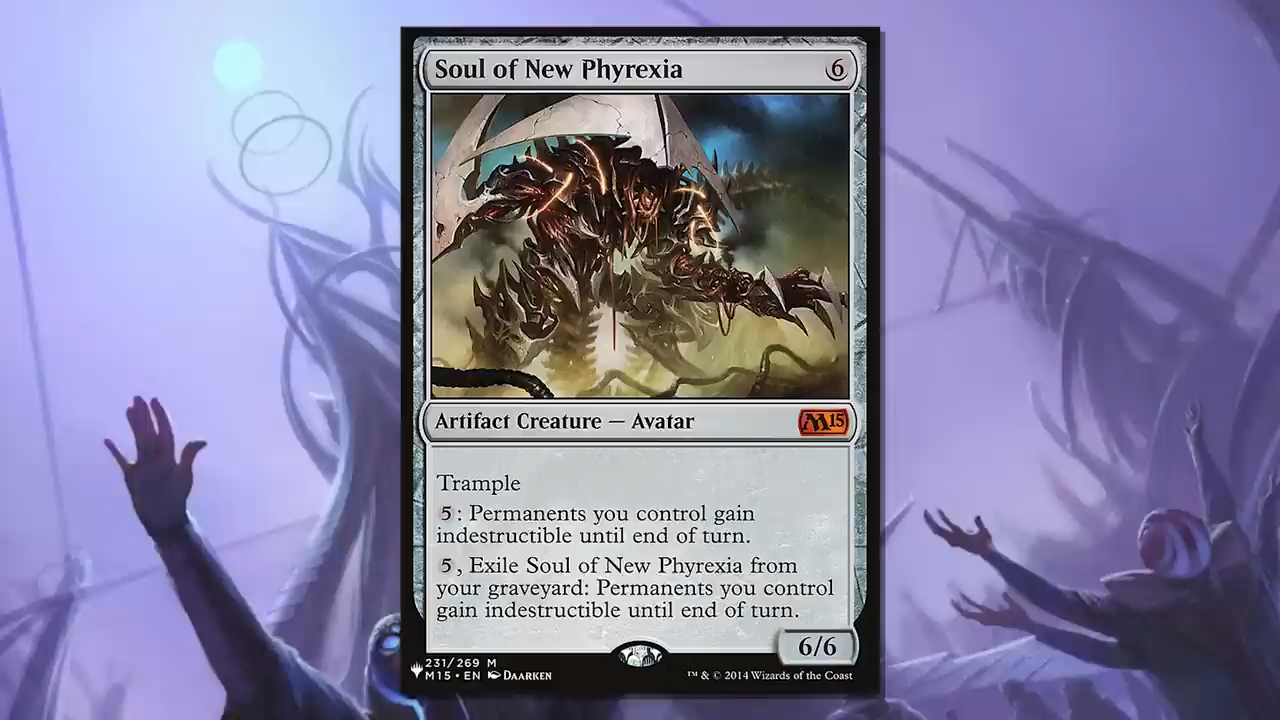 Soul of New Phyrexia 6
Artifact Creature — Avatar M15
Trample
5: Permanents you control gain
indestructible until end of turn.
5, Exile Soul of New Phyrexia from
your graveyard: Permanents you control
gain indestructible until end of turn.
6/6
231/269 M
M15 • EN DAARKEN
™ & © 2014 Wizards of the Coast